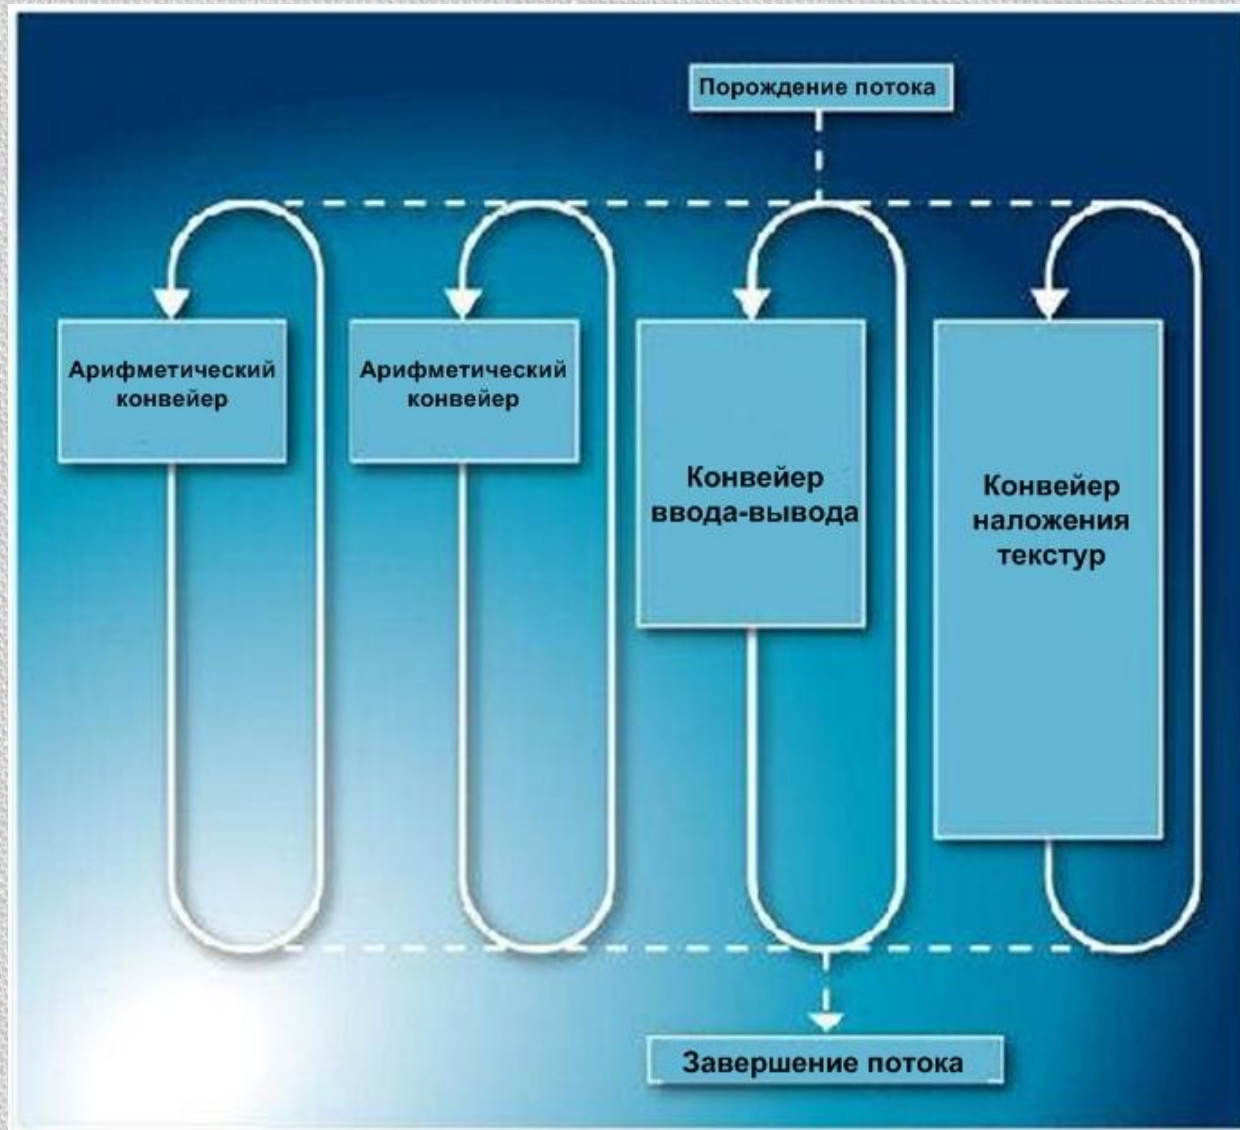 Порождение потока
Арифметический
конвейер
Арифметический
конвейер
Конвейер
ввода-вывода
Конвейер
наложения
текстур
Завершение потока